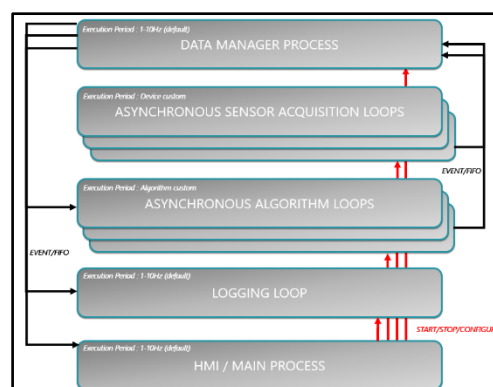 Execution Period : 1-10Hz (default)
DATA MANAGER PROCESS
Execution Period : Device custom
ASYNCHRONOUS SENSOR ACQUISITION LOOPS
EVENT/FIFO
Execution Period : Algorithm custom
ASYNCHRONOUS ALGORITHM LOOPS
EVENT/FIFO
Execution Period : 1-10Hz (default)
LOGGING LOOP
START/STOP/CONFIGUR
Execution Period : 1-10Hz (default)
HMI / MAIN PROCESS